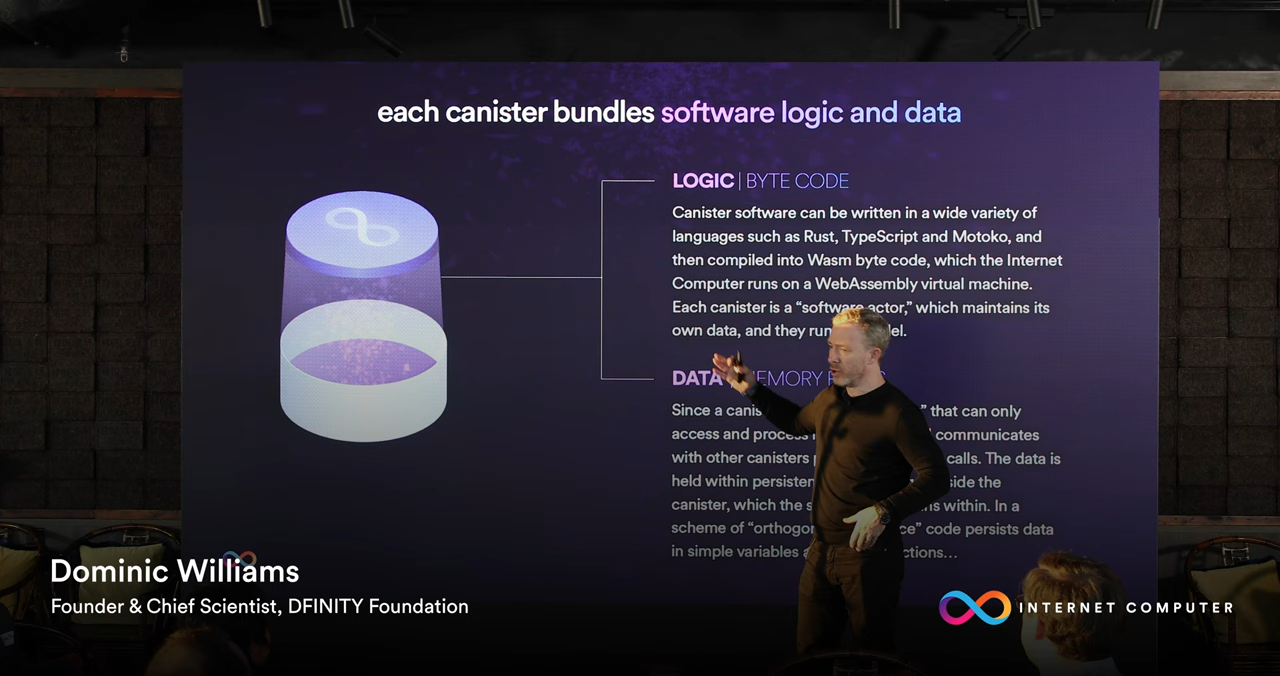 each canister bundles software logic and data
LOGIC | BYTE CODE
Canister software can be written in a wide variety of
languages such as Rust, TypeScript and Motoko, and
then compiled into Wasm byte code, which the Internet
Computer runs on a WebAssembly virtual machine.
Each canister is a “software actor,” which maintains its
own data, and they run
DATA
Since a
” that can only
access and process communicates
with other canisters calls. The data is
held within the
canister, which the within. In a
scheme of code persists data
in simple variables
Dominic Williams
Founder & Chief Scientist, DFINITY Foundation
INTERNET COMPUTER